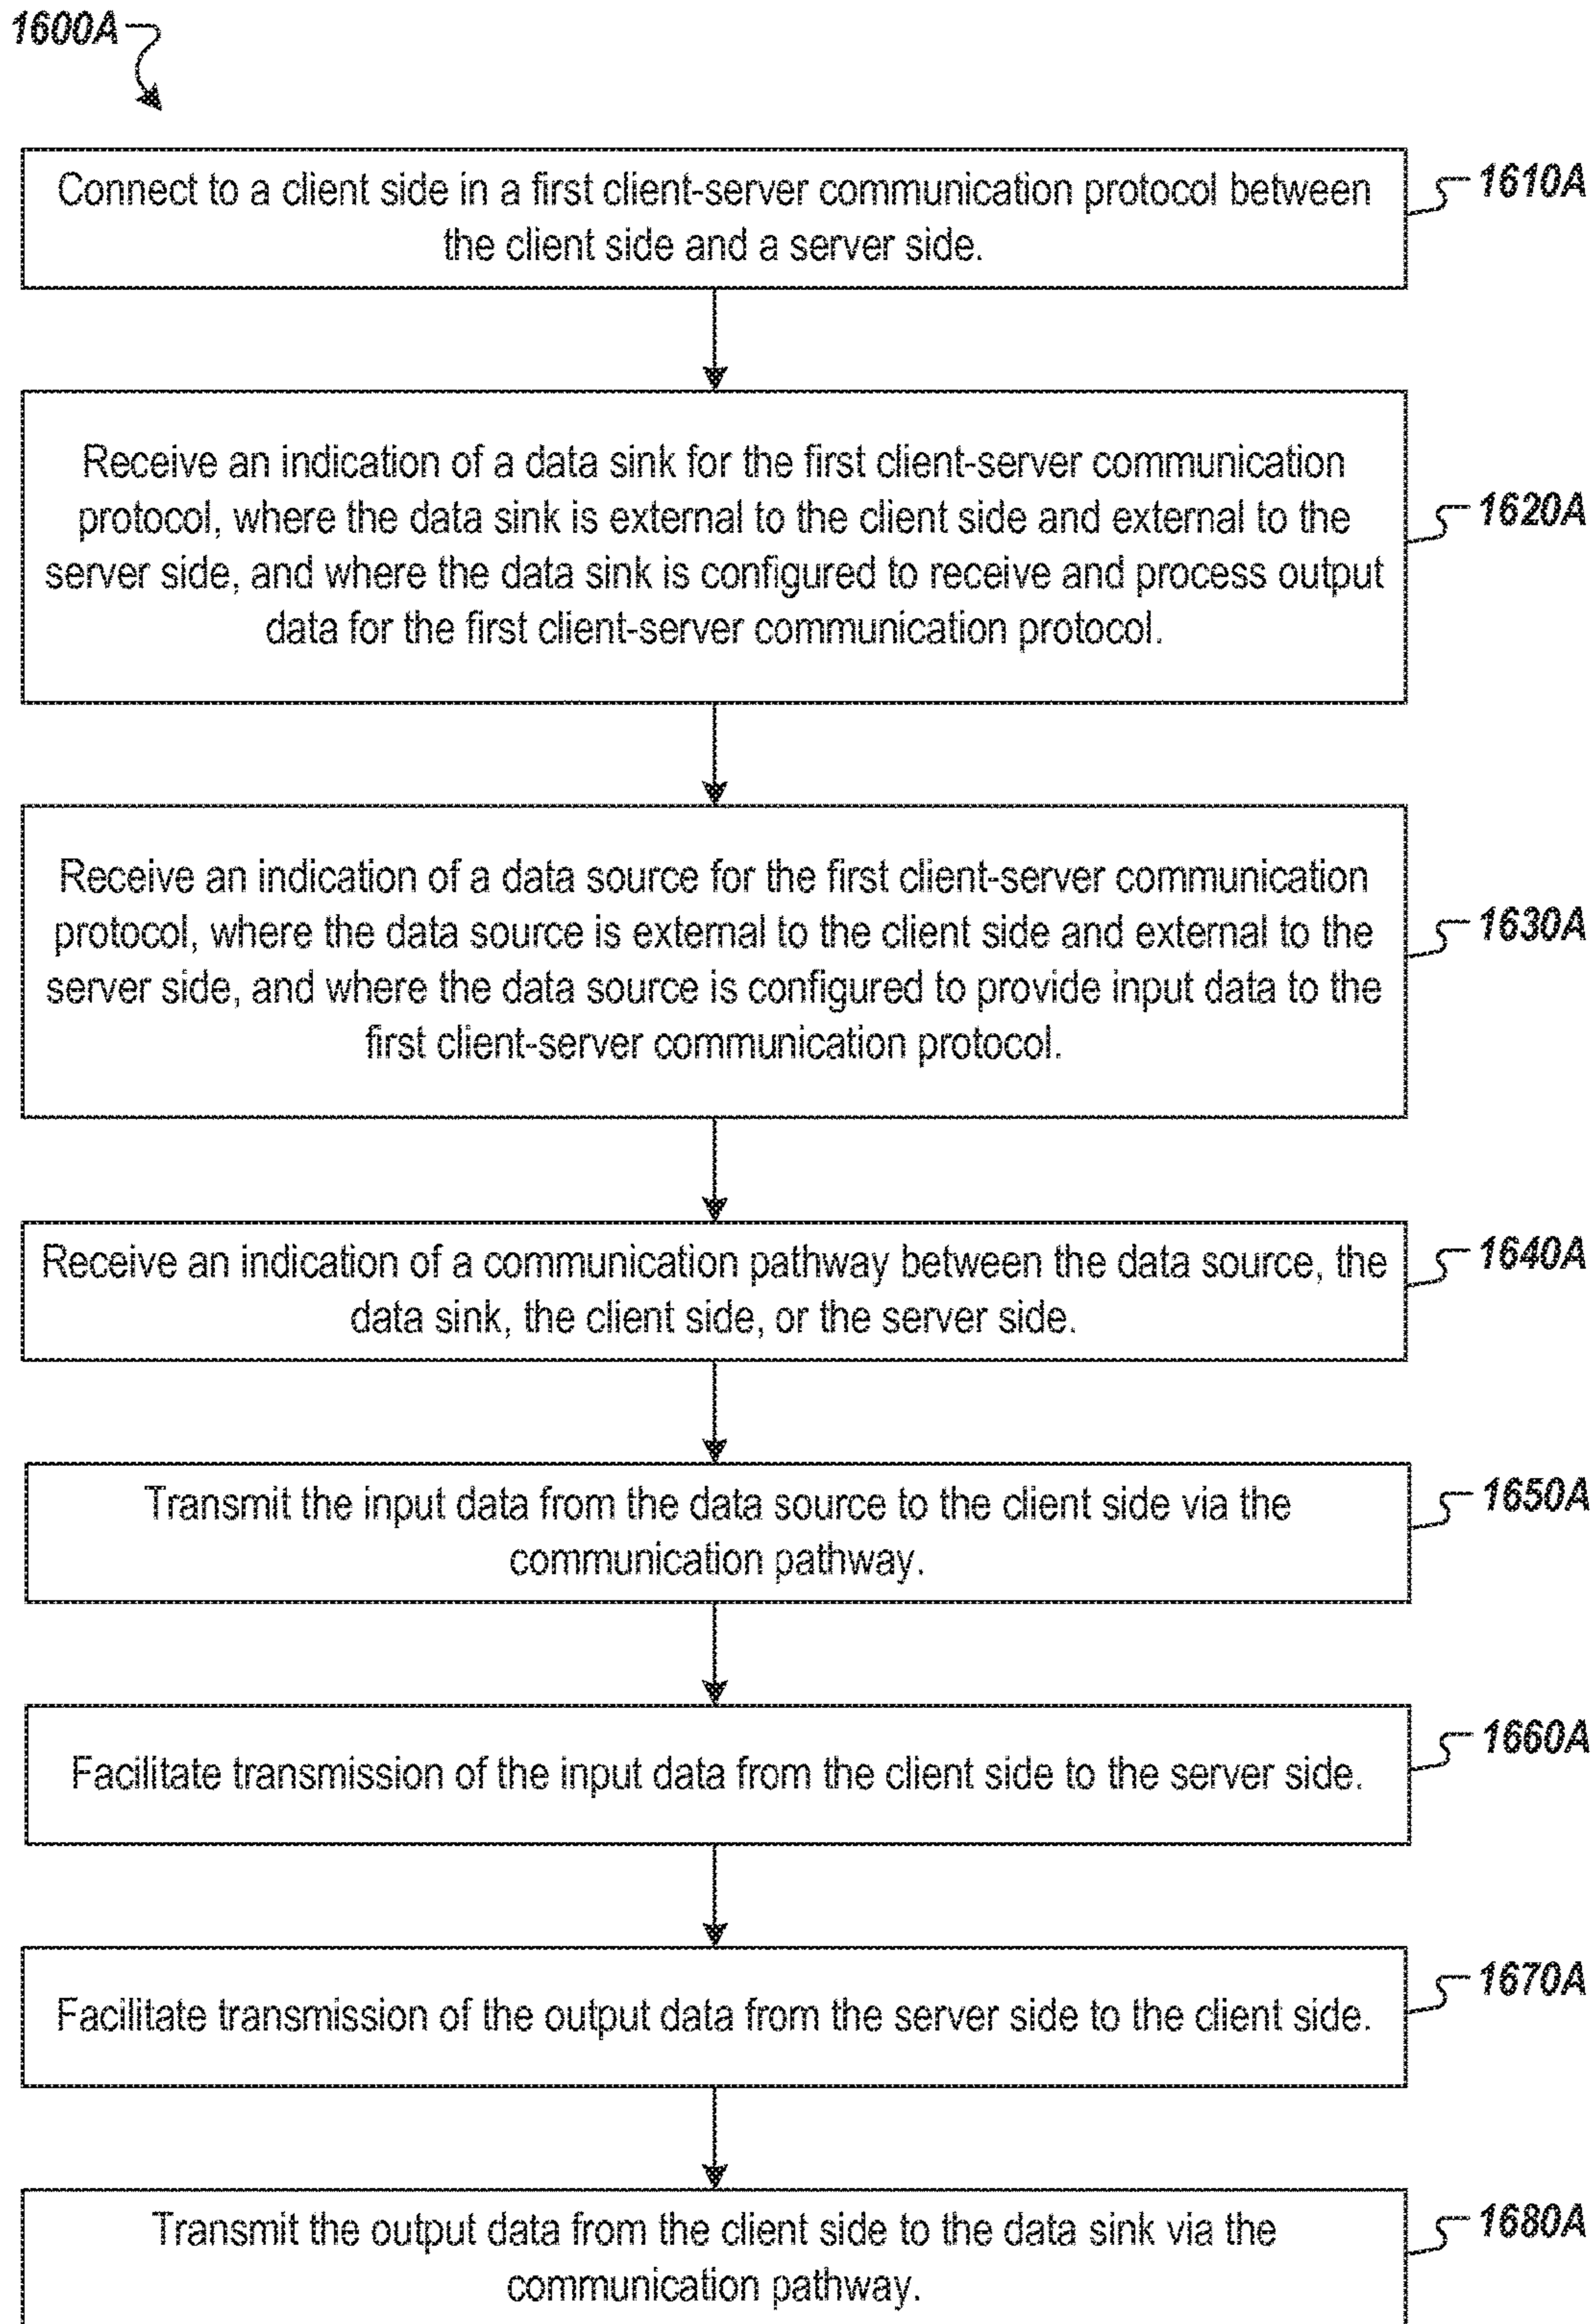 1600A
Connect to a client side in a first client-server communication protocol between
the client side and a server side.
1610A
Receive an indication of a data sink for the first client-server communication
protocol, where the data sink is external to the client side and external to the
server side, and where the data sink is configured to receive and process output
data for the first client-server communication protocol.
1620A
Receive an indication of a data source for the first client-server communication
protocol, where the data source is external to the client side and external to the
server side, and where the data source is configured to provide input data to the
first client-server communication protocol.
1630A
Receive an indication of a communication pathway between the data source, the
data sink, the client side, or the server side.
1640A
Transmit the input data from the data source to the client side via the
communication pathway.
1650A
Facilitate transmission of the input data from the client side to the server side.
1660A
Facilitate transmission of the output data from the server side to the client side.
1670A
Transmit the output data from the client side to the data sink via the
communication pathway.
1680A